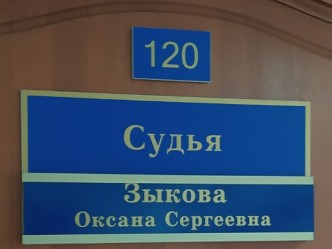 120
Судья
Зыкова
Оксана Сергеевна